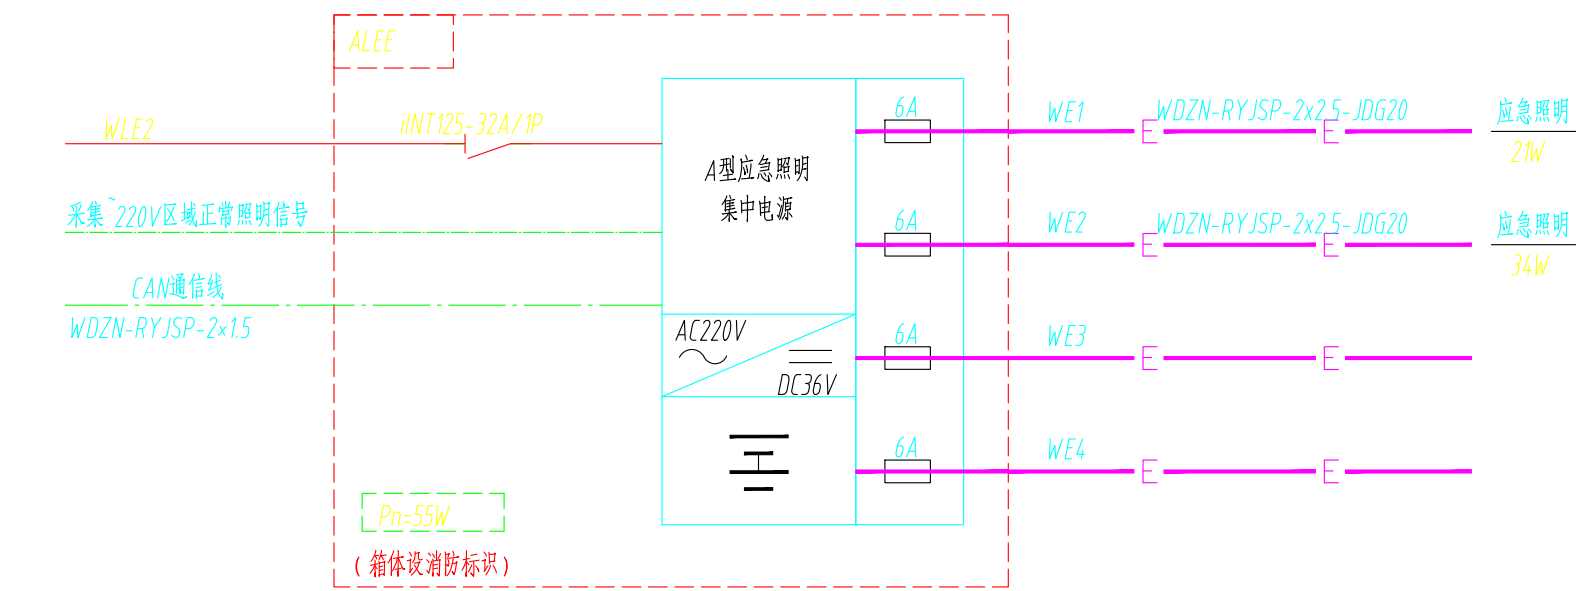 ALEE
WLE2
iINT125-32A/1P
采集~220V区域正常照明信号
CAN通信线
WDZN-RYJSP-2x1.5
A型应急照明
集中电源
AC220V
DC36V
Pn=55W
(箱体设消防标识)
6A
WE1
WDZN-RYJSP-2x2.5-JDG20
应急照明
21W
6A
WE2
WDZN-RYJSP-2x2.5-JDG20
应急照明
34W
6A
WE3
6A
WE4
E
E
E
E
E
E
E
E